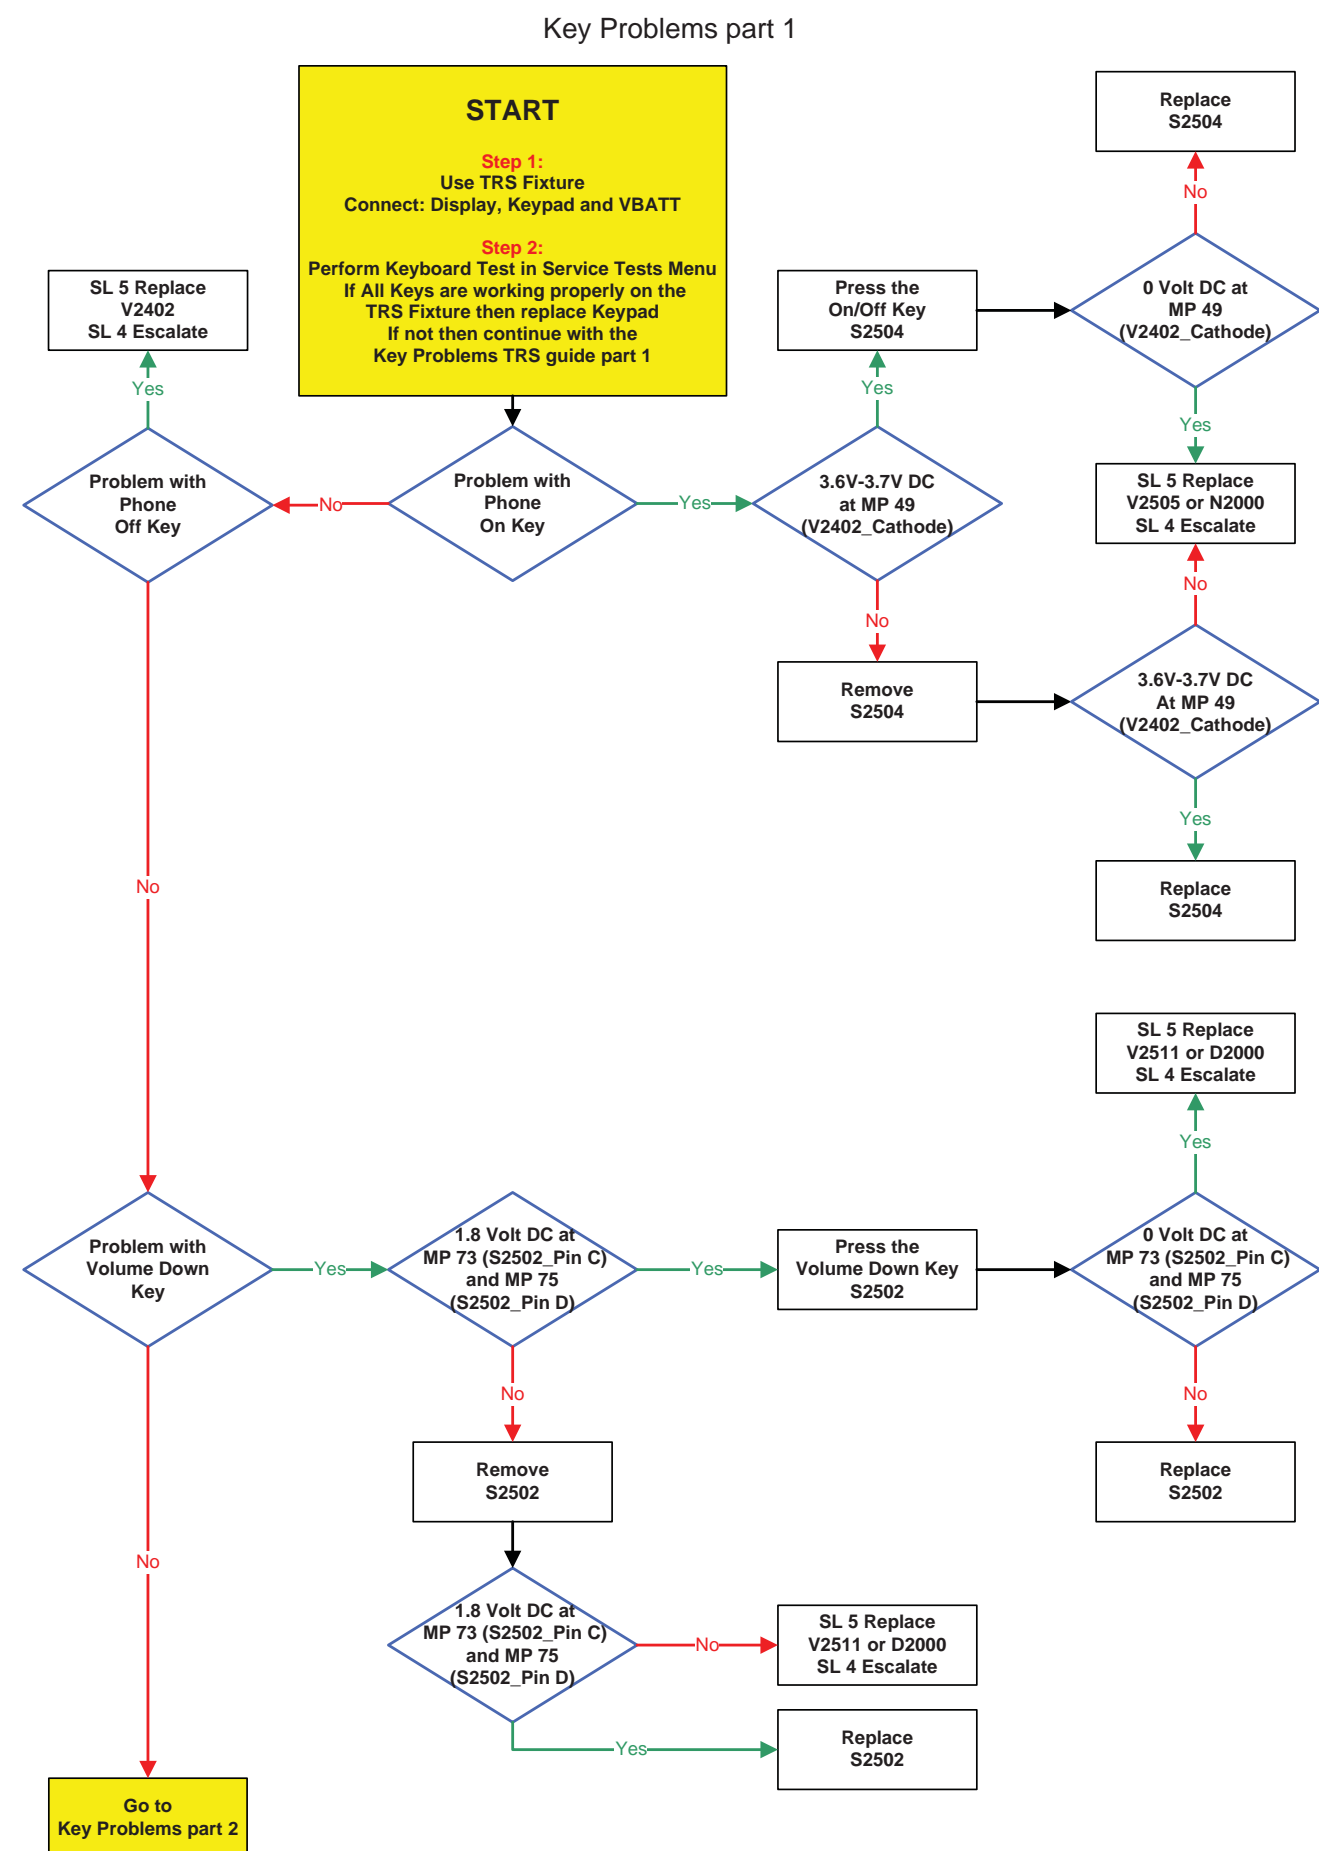 Key Problems part 1
START
Step 1:
Use TRS Fixture
Connect: Display, Keypad and VBATT
Step 2:
Perform Keyboard Test in Service Tests Menu
If All Keys are working properly on the
TRS Fixture then replace Keypad
If not then continue with the
Key Problems TRS guide part 1
Replace
S2504
No
SL 5 Replace
V2402
SL 4 Escalate
Yes
Press the
On/Off Key
S2504
0 Volt DC at
MP 49
(V2402_Cathode)
Yes
Yes
Problem with
Phone
Off Key
No
Problem with
Phone
On Key
Yes
3.6V-3.7V DC
at MP 49
(V2402_Cathode)
SL 5 Replace
V2505 or N2000
SL 4 Escalate
No
No
Remove
S2504
3.6V-3.7V DC
At MP 49
(V2402_Cathode)
Yes
Replace
S2504
No
SL 5 Replace
V2511 or D2000
SL 4 Escalate
Yes
Problem with
Volume Down
Key
Yes
1.8 Volt DC at
MP 73 (S2502_Pin C)
and MP 75
(S2502_Pin D)
Yes
Press the
Volume Down Key
S2502
0 Volt DC at
MP 73 (S2502_Pin C)
and MP 75
(S2502_Pin D)
No
No
Remove
S2502
Replace
S2502
No
1.8 Volt DC at
MP 73 (S2502_Pin C)
and MP 75
(S2502_Pin D)
No
SL 5 Replace
V2511 or D2000
SL 4 Escalate
Yes
Replace
S2502
Go to
Key Problems part 2